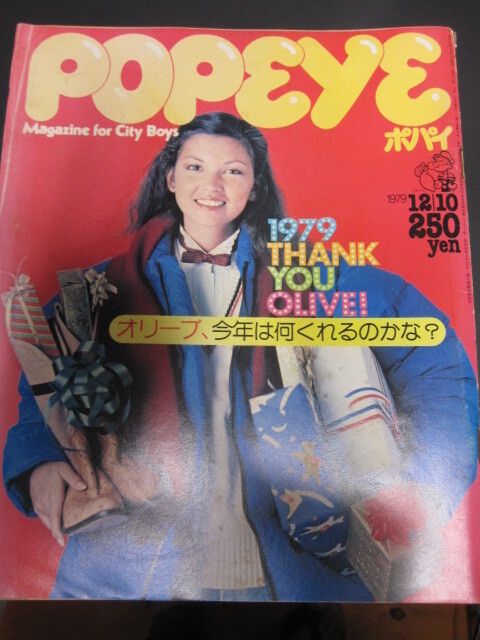 POPEYE
Magazine for City Boys
ポパイ
1979 12|10
250
yen
1979
THANK
YOU
OLIVE!
オリーブ、今年は何くれるのかな?